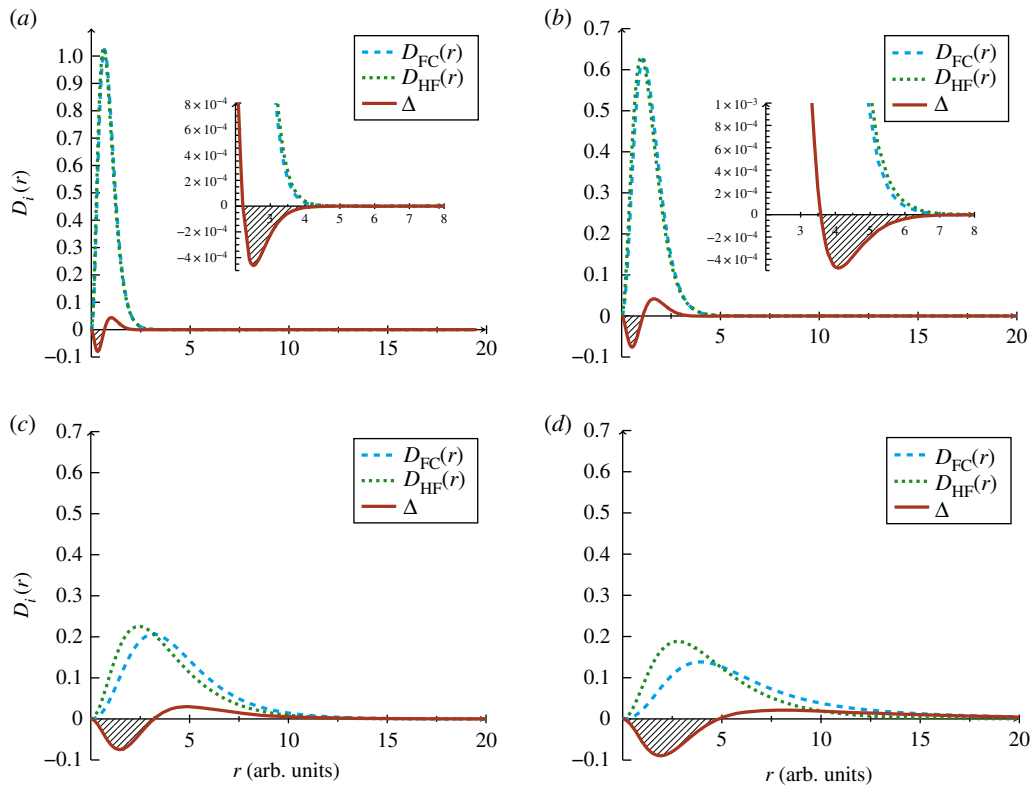 (a)
D_i(r)
1.0
0.9
0.8
0.7
0.6
0.5
0.4
0.3
0.2
0.1
0
−0.1
5
10
15
20
D_FC(r)
D_HF(r)
Δ
8 × 10⁻⁴
6 × 10⁻⁴
4 × 10⁻⁴
2 × 10⁻⁴
0
−2 × 10⁻⁴
−4 × 10⁻⁴
3
4
5
6
7
8
(b)
0.7
0.6
0.5
0.4
0.3
0.2
0.1
0
−0.1
5
10
15
20
D_FC(r)
D_HF(r)
Δ
1 × 10⁻³
8 × 10⁻⁴
6 × 10⁻⁴
4 × 10⁻⁴
2 × 10⁻⁴
0
−2 × 10⁻⁴
−4 × 10⁻⁴
3
4
5
6
7
8
(c)
D_i(r)
0.7
0.6
0.5
0.4
0.3
0.2
0.1
0
−0.1
5
10
15
20
r (arb. units)
D_FC(r)
D_HF(r)
Δ
(d)
0.7
0.6
0.5
0.4
0.3
0.2
0.1
0
−0.1
5
10
15
20
r (arb. units)
D_FC(r)
D_HF(r)
Δ